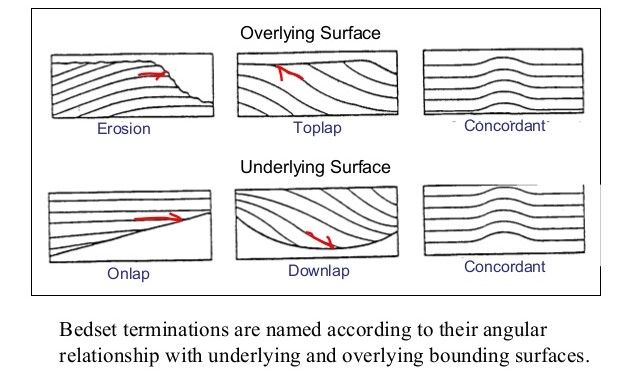 Overlying Surface
Erosion Toplap Concordant
Underlying Surface
Onlap Downlap Concordant
Bedset terminations are named according to their angular
relationship with underlying and overlying bounding surfaces.